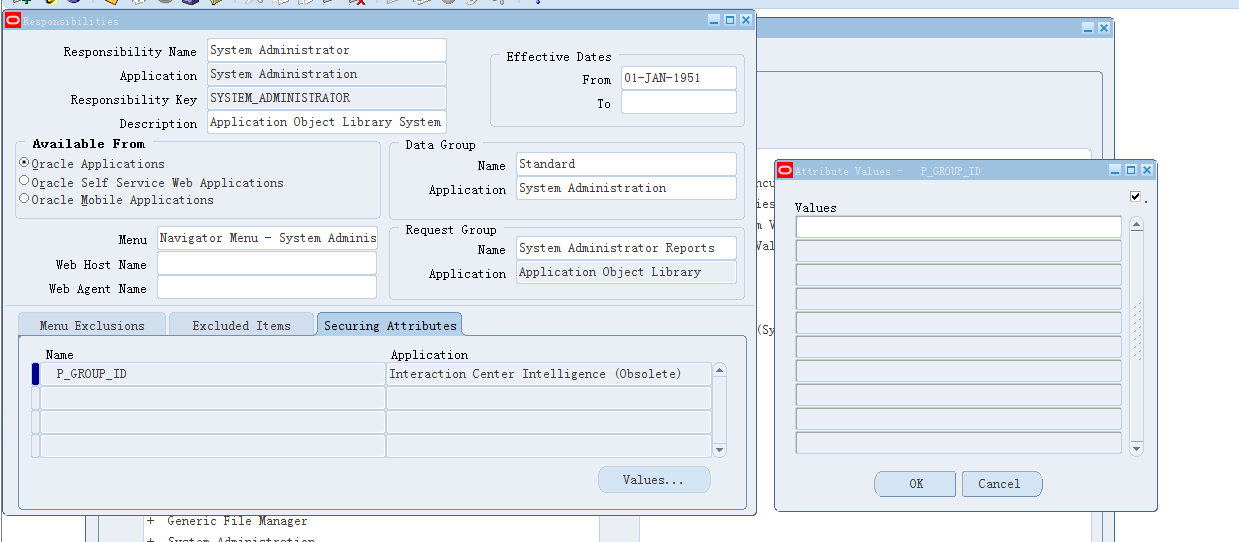 Responsibilities
Responsibility Name System Administrator
Application System Administration
Responsibility Key SYSTEM_ADMINISTRATOR
Description Application Object Library System
Effective Dates
From 01-JAN-1951
To
Available From
Oracle Applications
Oracle Self Service Web Applications
Oracle Mobile Applications
Data Group
Name Standard
Application System Administration
Menu Navigator Menu - System Adminis
Web Host Name
Web Agent Name
Request Group
Name System Administrator Reports
Application Application Object Library
Menu Exclusions Excluded Items Securing Attributes
Name Application
P_GROUP_ID Interaction Center Intelligence (Obsolete)
Values...
+ Generic File Manager
+ System Administration
(Sy
Attribute Values - P_GROUP_ID
Values
OK Cancel